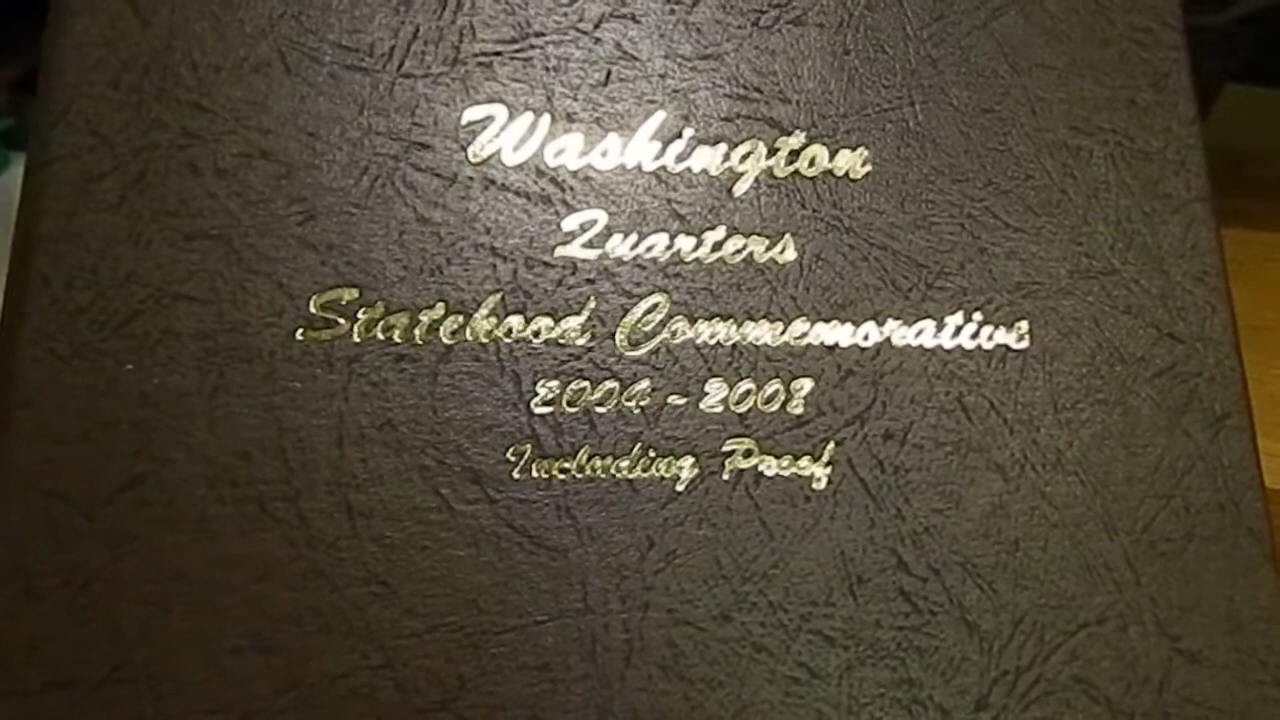 Washington
Quarters
Statehood Commemorative
2004 - 2008
Including Proof